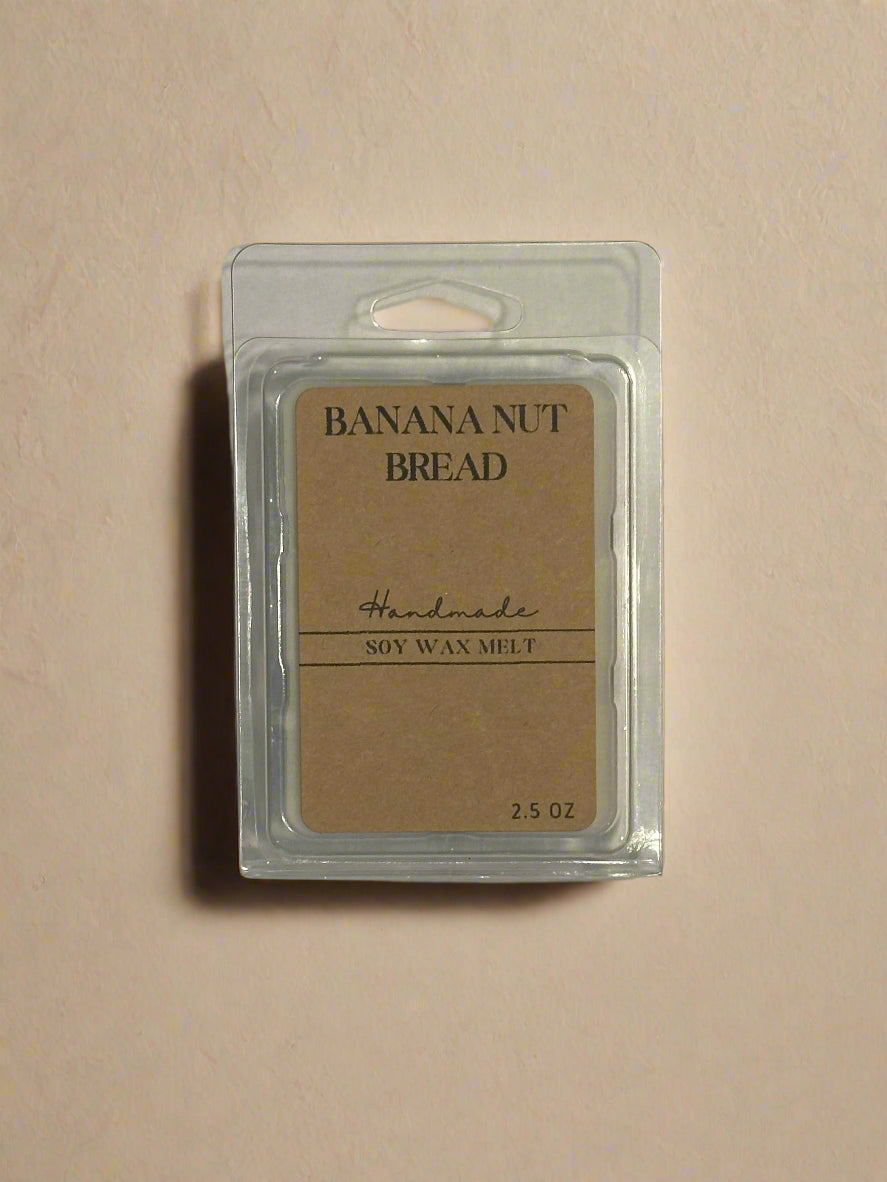 BANANA NUT
BREAD
Handmade
SOY WAX MELT
2.5 OZ